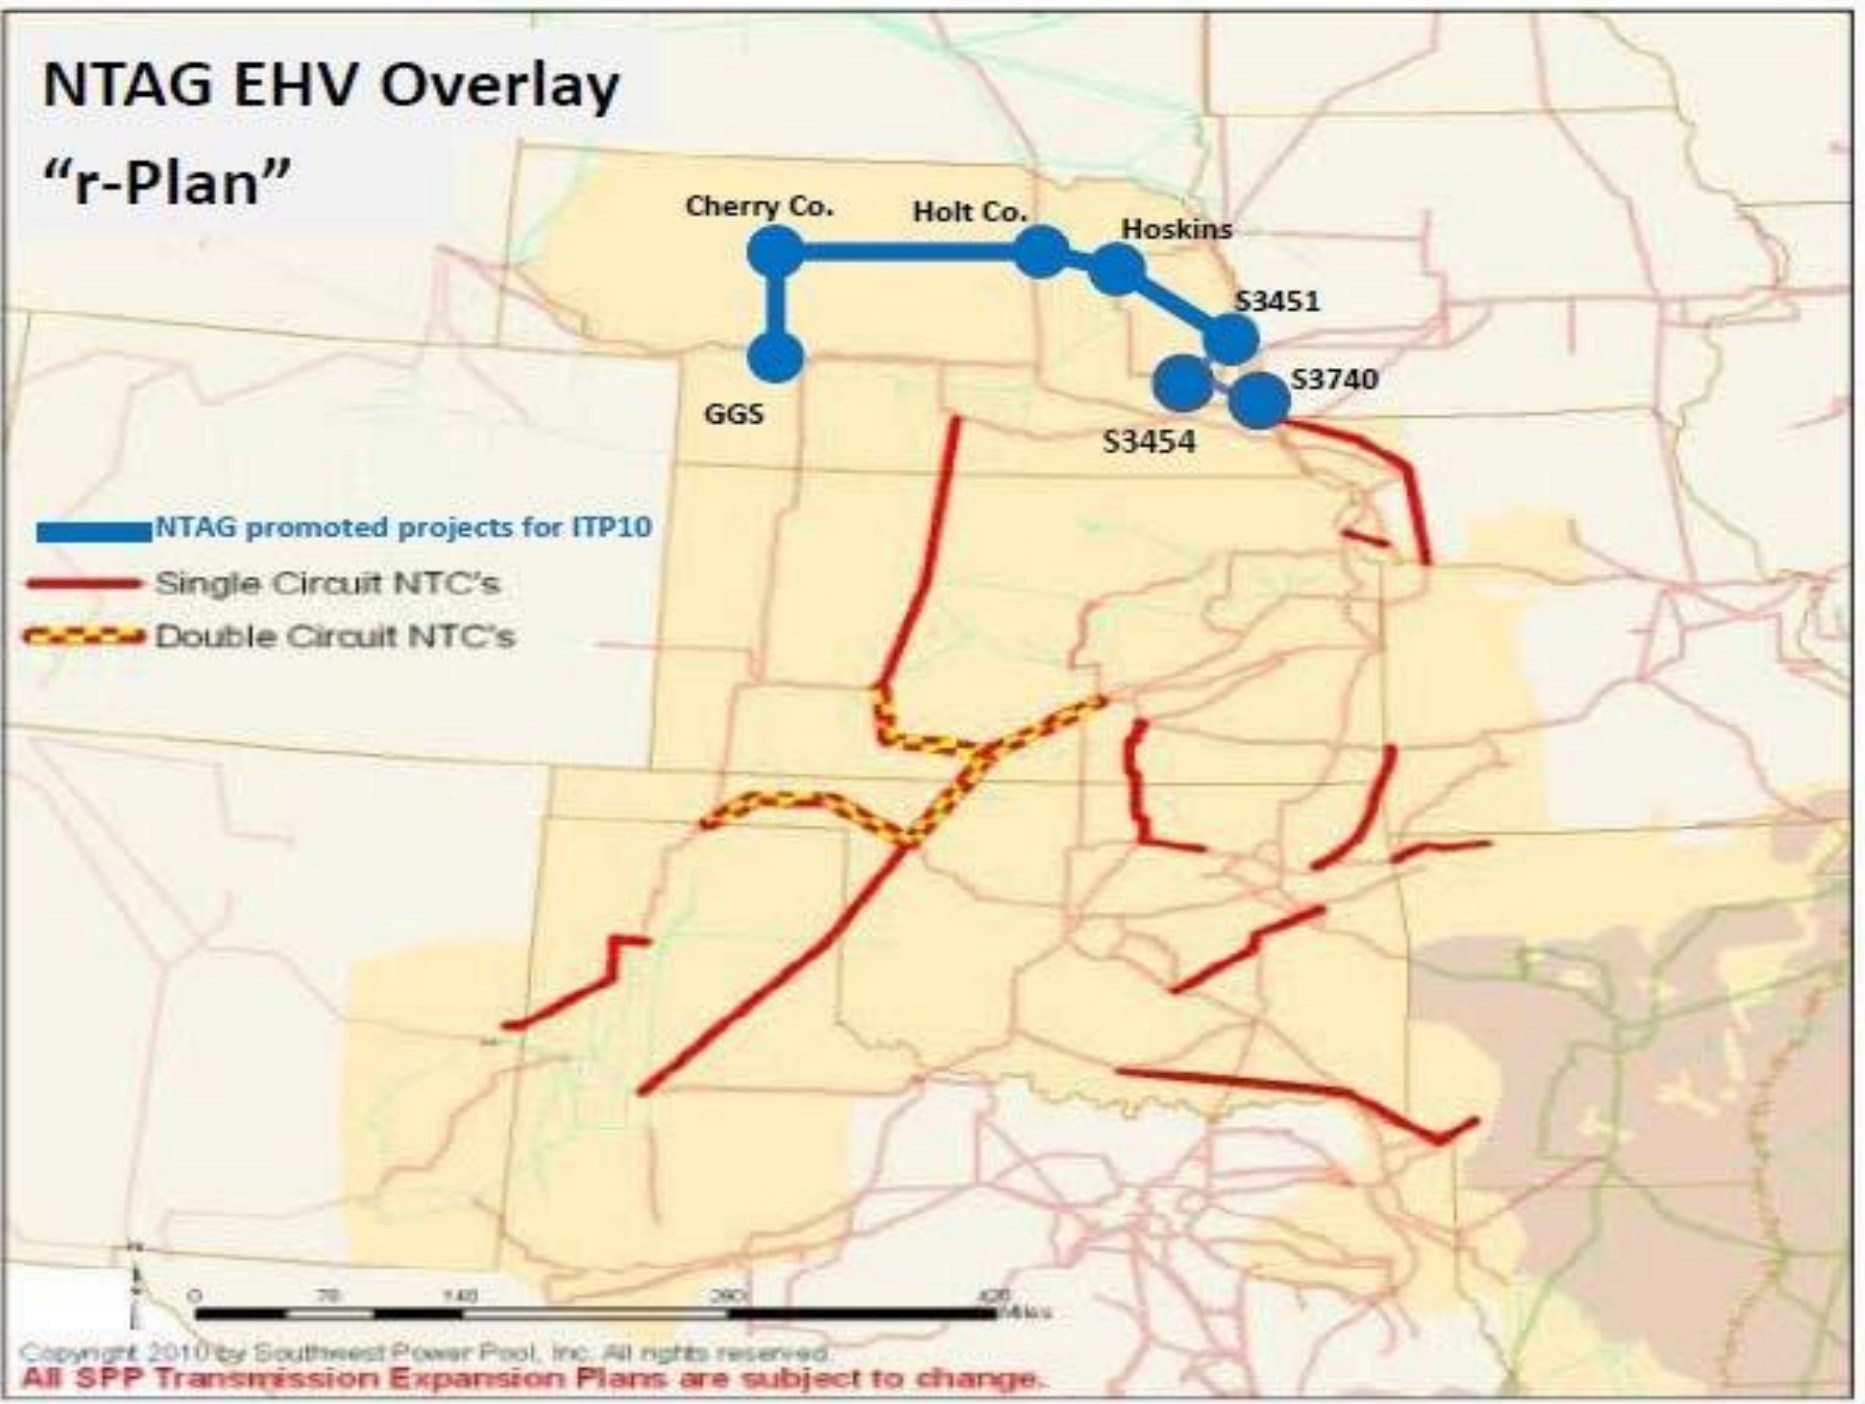 NTAG EHV Overlay
“r-Plan”
Cherry Co.
Holt Co.
Hoskins
S3451
S3740
GGS
S3454
NTAG promoted projects for ITP10
Single Circuit NTC's
Double Circuit NTC's
0 70 140 280 420
Miles
Copyright 2010 by Southwest Power Pool, Inc. All rights reserved.
All SPP Transmission Expansion Plans are subject to change.